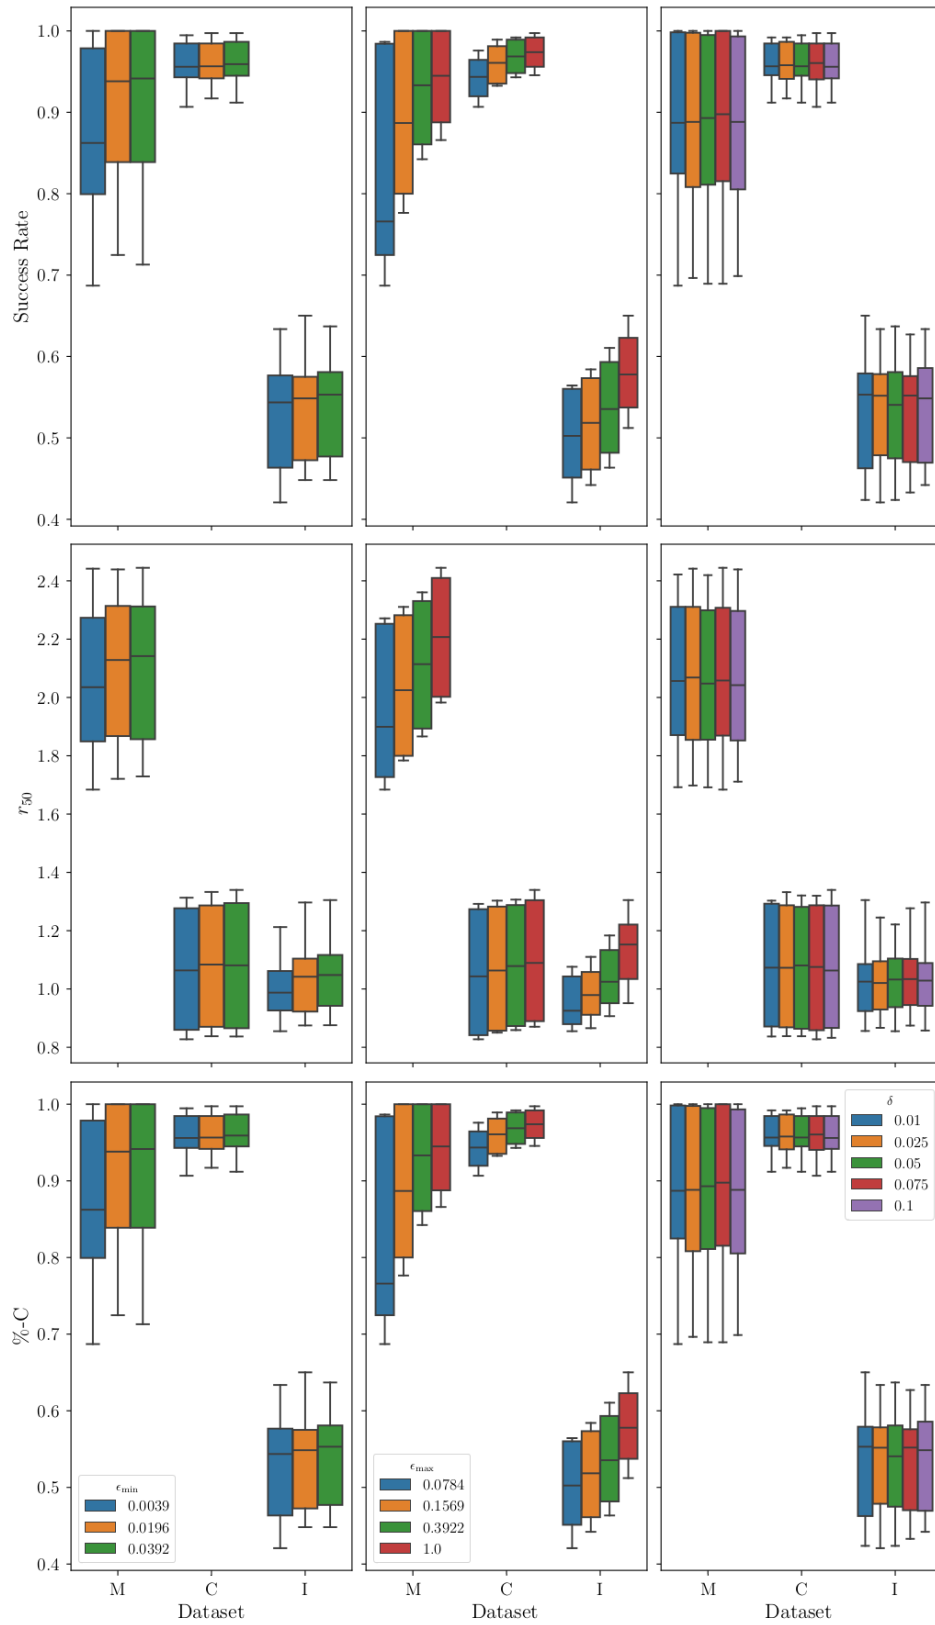 Success Rate
1.0
0.9
0.8
0.7
0.6
0.5
0.4
r50
2.4
2.2
2.0
1.8
1.6
1.4
1.2
1.0
0.8
%-C
1.0
0.9
0.8
0.7
0.6
0.5
0.4
ϵmin
0.0039
0.0196
0.0392
ϵmax
0.0784
0.1569
0.3922
1.0
δ
0.01
0.025
0.05
0.075
0.1
M C I
Dataset
M C I
Dataset
M C I
Dataset